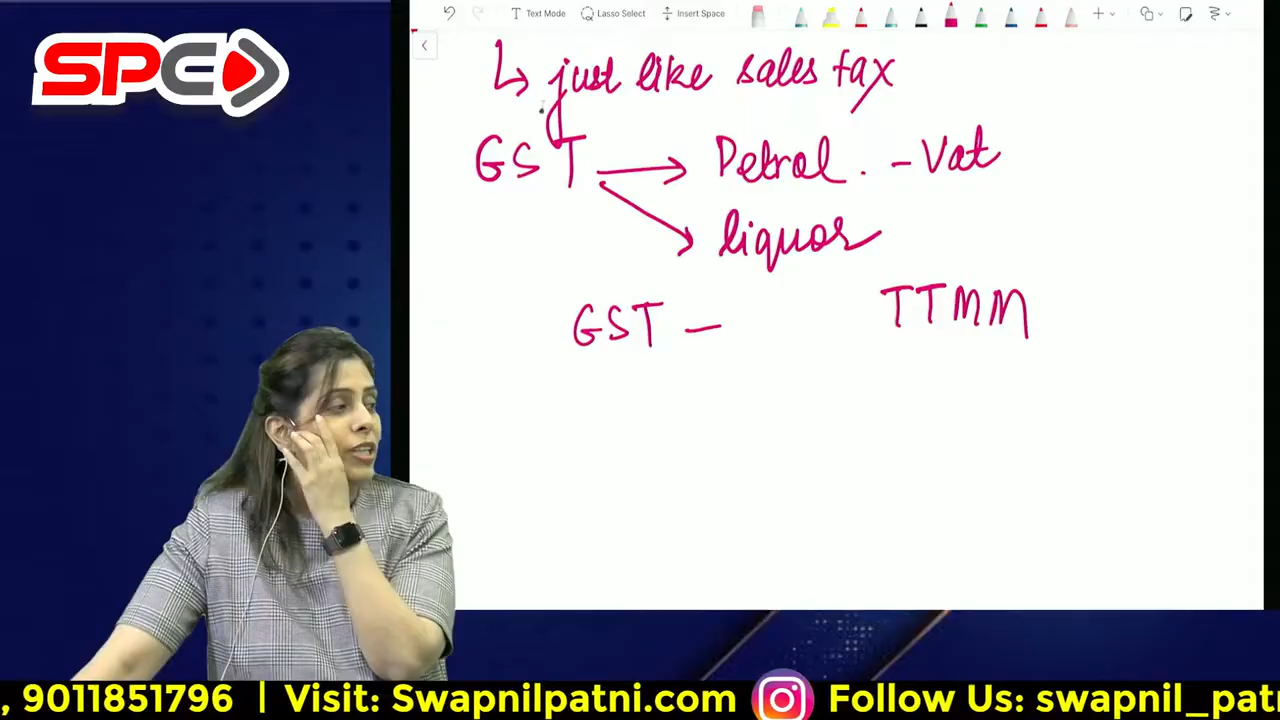 SPC
Text Mode Lasso Select Insert Space
↳ just like sales tax
GST → Petrol. - Vat
→ liquor
GST — TTMM
, 9011851796 | Visit: Swapnilpatni.com Follow Us: swapnil_pat